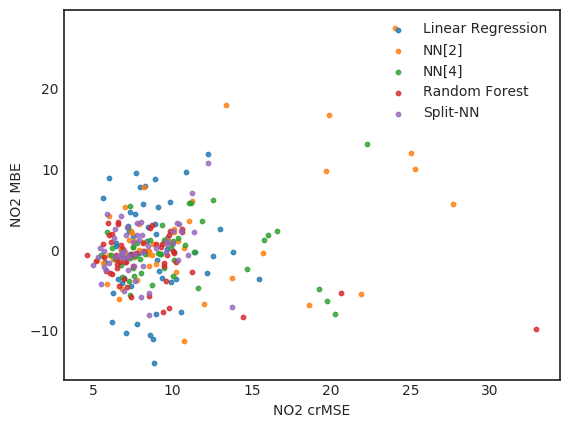 Linear Regression
NN[2]
NN[4]
Random Forest
Split-NN
20
10
0
−10
NO2 MBE
5
10
15
20
25
30
NO2 crMSE